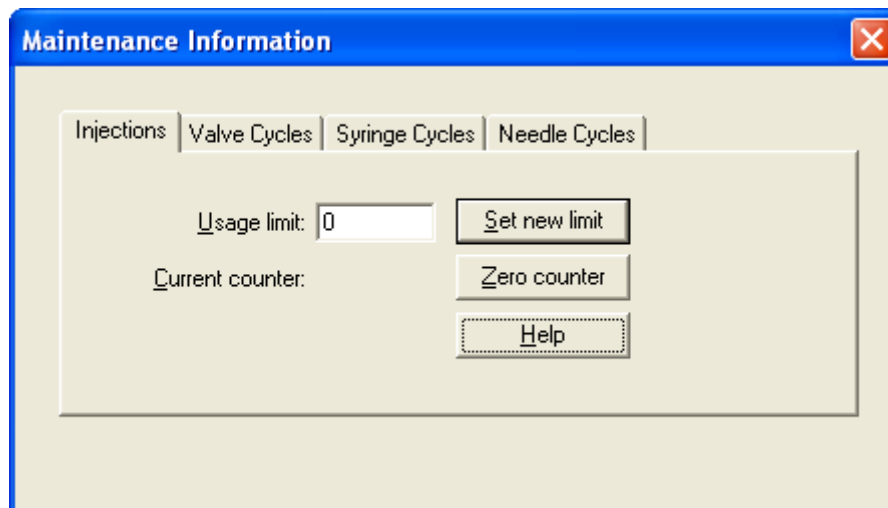 Maintenance Information
Injections Valve Cycles Syringe Cycles Needle Cycles
Usage limit: 0 Set new limit
Current counter: Zero counter
Help